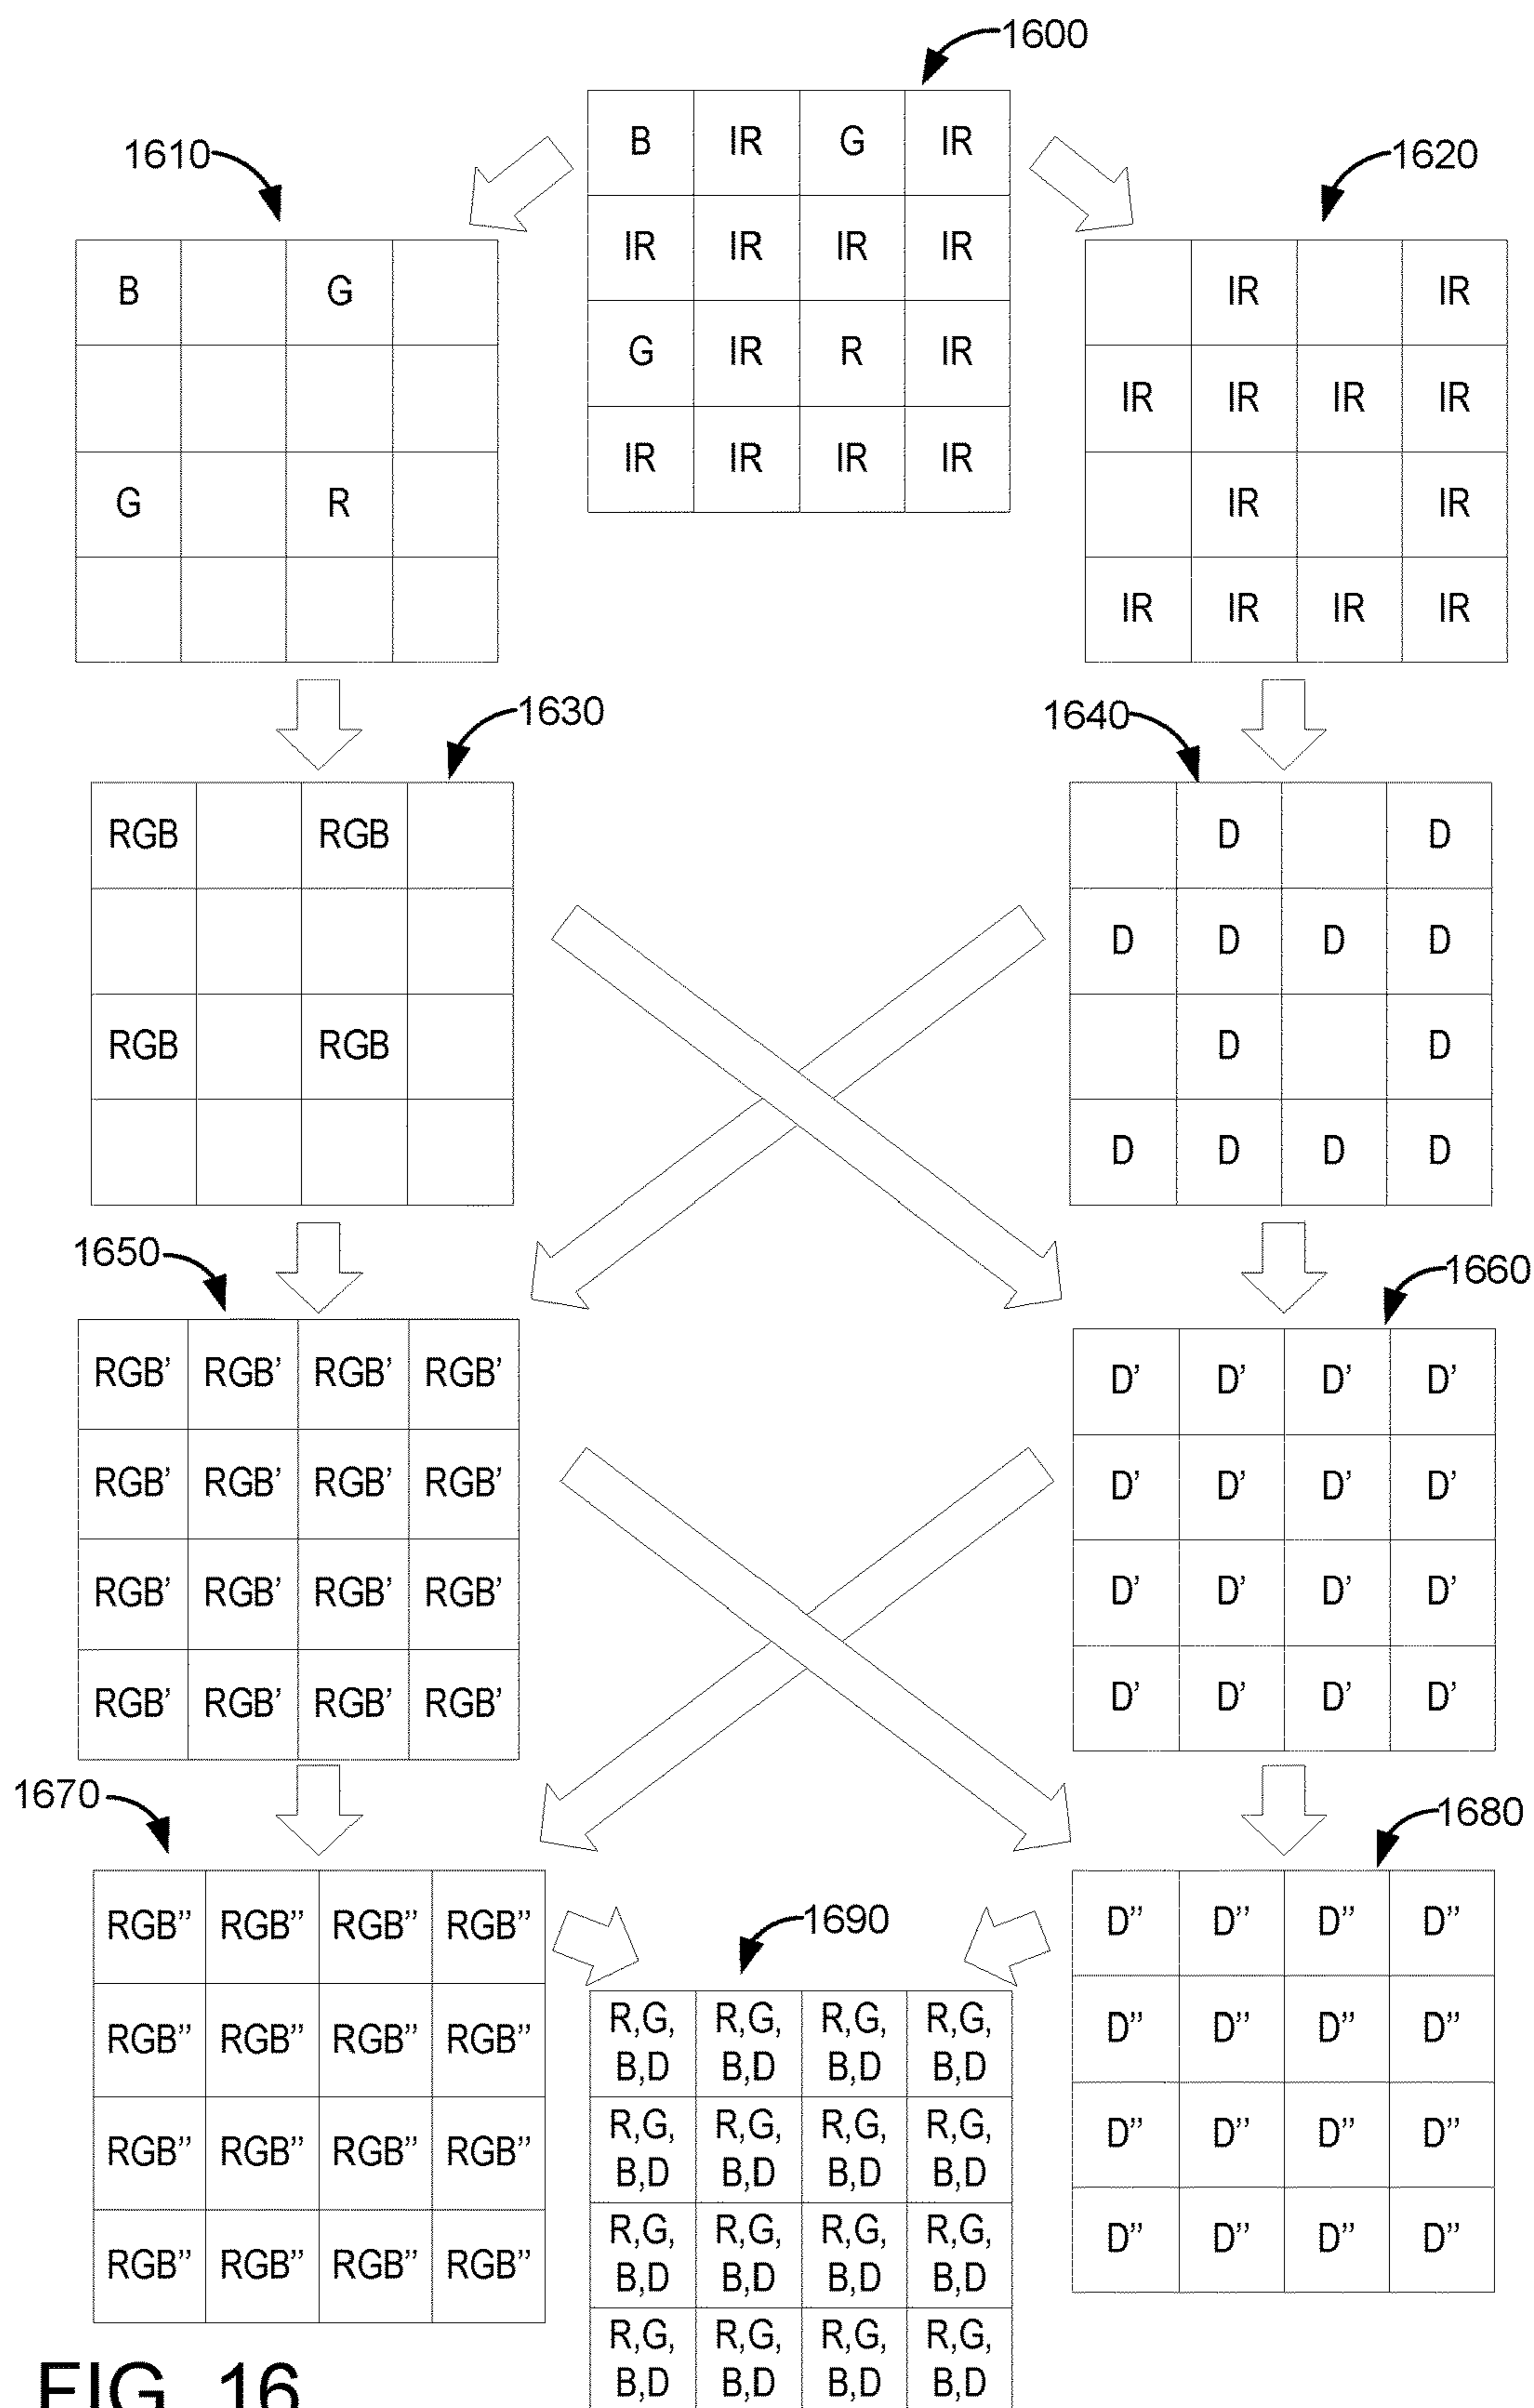 1600
B IR G IR
IR IR IR IR
G IR R IR
IR IR IR IR
1610
B G
G R
1620
IR IR
IR IR IR IR
IR IR
IR IR IR IR
1630
RGB RGB
RGB RGB
1640
D D
D D D D
D D
D D D D
1650
RGB’ RGB’ RGB’ RGB’
RGB’ RGB’ RGB’ RGB’
RGB’ RGB’ RGB’ RGB’
RGB’ RGB’ RGB’ RGB’
1660
D’ D’ D’ D’
D’ D’ D’ D’
D’ D’ D’ D’
D’ D’ D’ D’
1670
RGB” RGB” RGB” RGB”
RGB” RGB” RGB” RGB”
RGB” RGB” RGB” RGB”
RGB” RGB” RGB” RGB”
1680
D” D” D” D”
D” D” D” D”
D” D” D” D”
D” D” D” D”
1690
R,G, R,G, R,G, R,G,
B,D B,D B,D B,D
R,G, R,G, R,G, R,G,
B,D B,D B,D B,D
R,G, R,G, R,G, R,G,
B,D B,D B,D B,D
R,G, R,G, R,G, R,G,
B,D B,D B,D B,D
FIG. 16